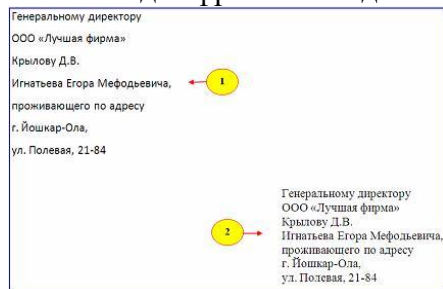 Генеральному директору
ООО «Лучшая фирма»
Крылову Д.В.
Игнатьева Егора Мефодьевича,
проживающего по адресу
г. Йошкар-Ола,
ул. Полевая, 21-84
1
2
Генеральному директору
ООО «Лучшая фирма»
Крылову Д.В.
Игнатьева Егора Мефодьевича,
проживающего по адресу
г. Йошкар-Ола,
ул. Полевая, 21-84